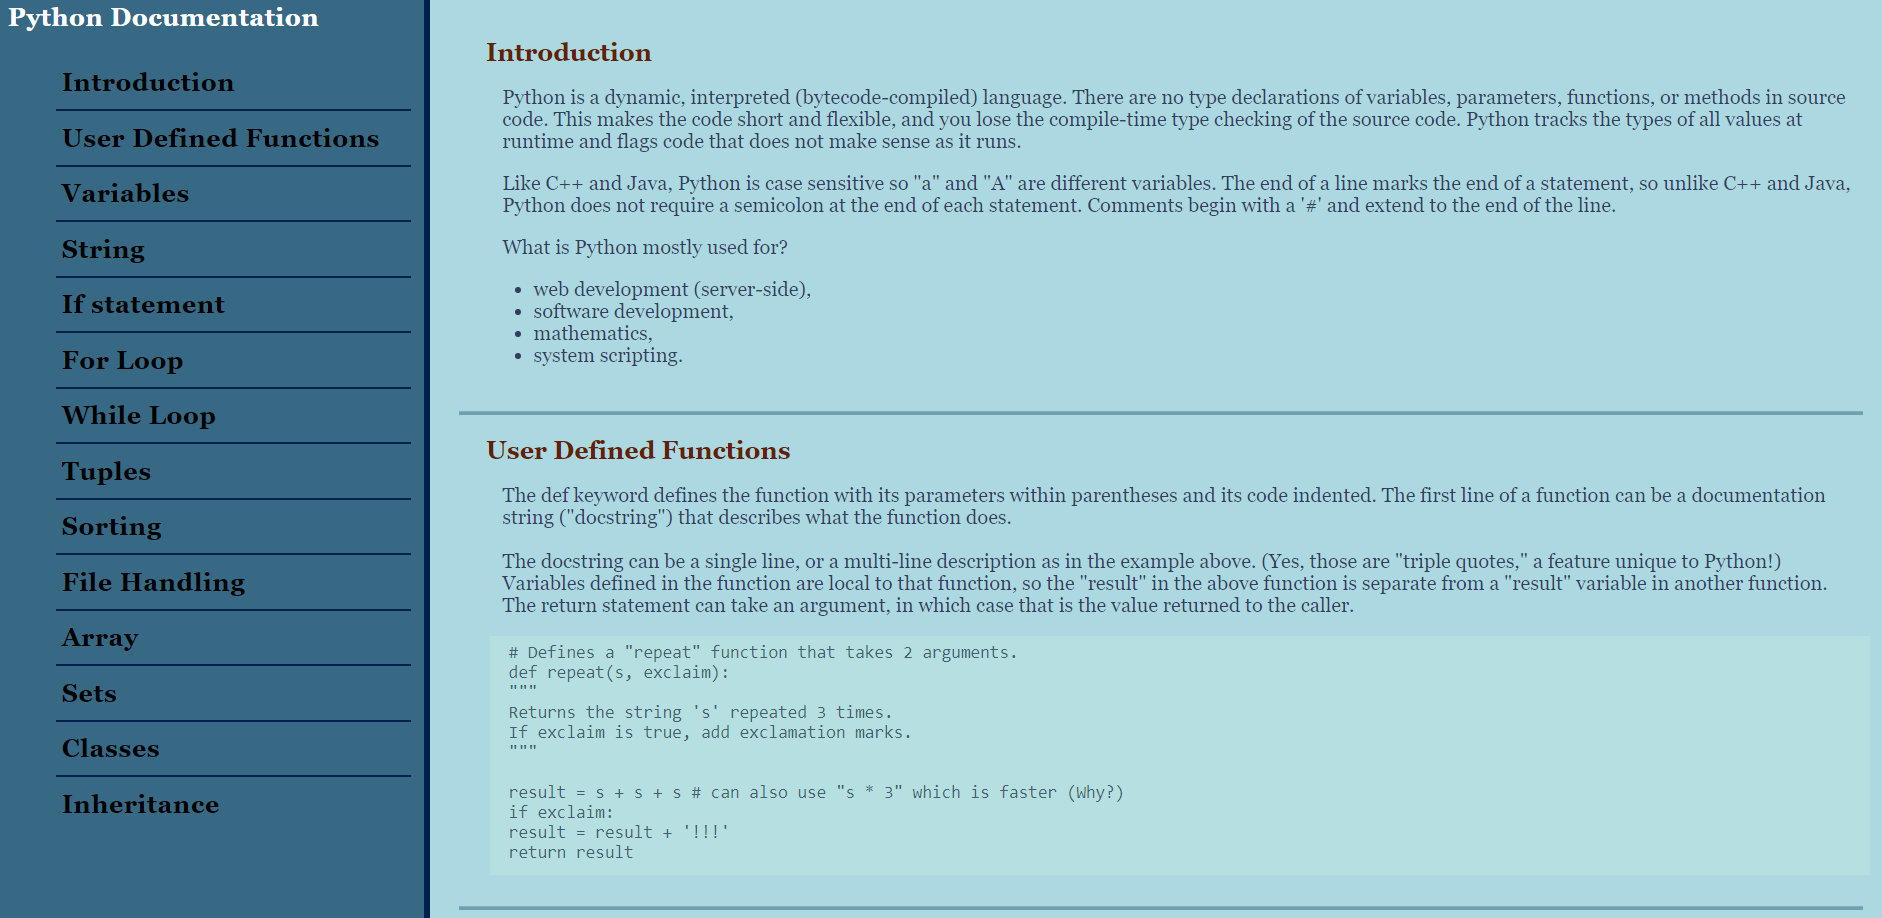 Python Documentation
Introduction
User Defined Functions
Variables
String
If statement
For Loop
While Loop
Tuples
Sorting
File Handling
Array
Sets
Classes
Inheritance
Introduction
Python is a dynamic, interpreted (bytecode-compiled) language. There are no type declarations of variables, parameters, functions, or methods in source
code. This makes the code short and flexible, and you lose the compile-time type checking of the source code. Python tracks the types of all values at
runtime and flags code that does not make sense as it runs.
Like C++ and Java, Python is case sensitive so "a" and "A" are different variables. The end of a line marks the end of a statement, so unlike C++ and Java,
Python does not require a semicolon at the end of each statement. Comments begin with a '#' and extend to the end of the line.
What is Python mostly used for?
• web development (server-side),
• software development,
• mathematics,
• system scripting.
User Defined Functions
The def keyword defines the function with its parameters within parentheses and its code indented. The first line of a function can be a documentation
string ("docstring") that describes what the function does.
The docstring can be a single line, or a multi-line description as in the example above. (Yes, those are "triple quotes," a feature unique to Python!)
Variables defined in the function are local to that function, so the "result" in the above function is separate from a "result" variable in another function.
The return statement can take an argument, in which case that is the value returned to the caller.
# Defines a "repeat" function that takes 2 arguments.
def repeat(s, exclaim):
"""
Returns the string 's' repeated 3 times.
If exclaim is true, add exclamation marks.
"""
result = s + s + s # can also use "s * 3" which is faster (Why?)
if exclaim:
result = result + '!!!'
return result